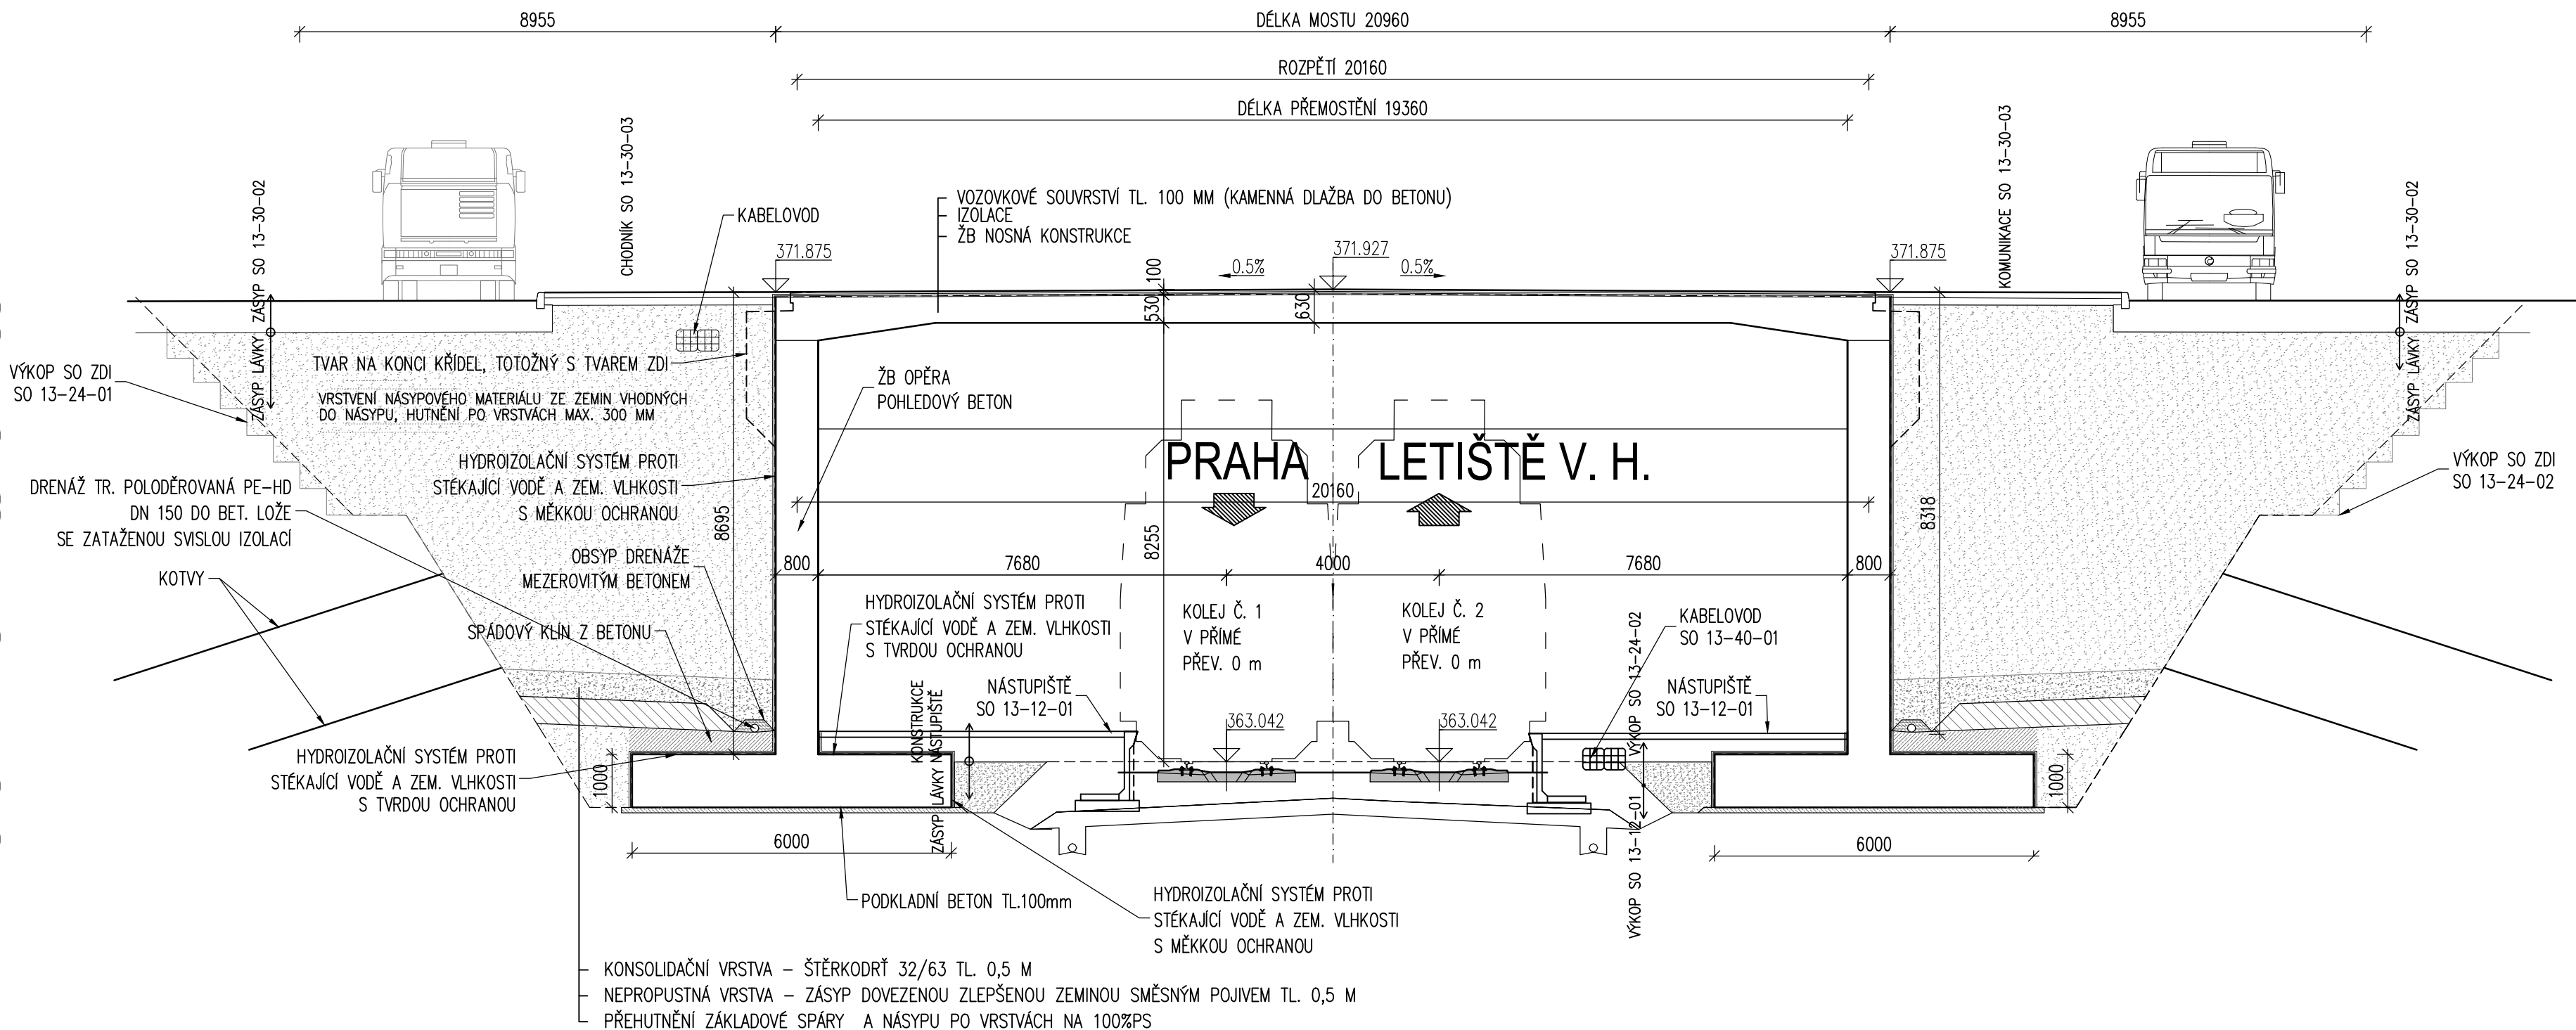 8955
DÉLKA MOSTU 20960
8955
ROZPĚTÍ 20160
DÉLKA PŘEMOSTĚNÍ 19360
ZÁSYP SO 13-30-02
ZÁSYP LÁVKY
CHODNÍK SO 13-30-03
KABELOVOD
VOZOVKOVÉ SOUVRSTVÍ TL. 100 MM (KAMENNÁ DLAŽBA DO BETONU)
IZOLACE
ŽB NOSNÁ KONSTRUKCE
KOMUNIKACE SO 13-30-03
ZÁSYP SO 13-30-02
ZÁSYP LÁVKY
371.875
0.5%
371.927
0.5%
371.875
100
530
630
VÝKOP SO ZDI
SO 13-24-01
TVAR NA KONCI KŘÍDEL, TOTOŽNÝ S TVAREM ZDI
VRSTVENÍ NÁSYPOVÉHO MATERIÁLU ZE ZEMIN VHODNÝCH
DO NÁSYPU, HUTNĚNÍ PO VRSTVÁCH MAX. 300 MM
ŽB OPĚRA
POHLEDOVÝ BETON
PRAHA
LETIŠTĚ V. H.
20160
HYDROIZOLAČNÍ SYSTÉM PROTI
STÉKAJÍCÍ VODĚ A ZEM. VLHKOSTI
S MĚKKOU OCHRANOU
DRENÁŽ TR. POLODĚROVANÁ PE-HD
DN 150 DO BET. LOŽE
SE ZATAŽENOU SVISLOU IZOLACÍ
VÝKOP SO ZDI
SO 13-24-02
8695
8255
8318
OBSYP DRENÁŽE
MEZEROVITÝM BETONEM
KOTVY
800
7680
4000
7680
800
HYDROIZOLAČNÍ SYSTÉM PROTI
STÉKAJÍCÍ VODĚ A ZEM. VLHKOSTI
S TVRDOU OCHRANOU
KOLEJ Č. 1
V PŘÍMÉ
PŘEV. 0 m
KOLEJ Č. 2
V PŘÍMÉ
PŘEV. 0 m
KABELOVOD
SO 13-40-01
SPÁDOVÝ KLÍN Z BETONU
NÁSTUPIŠTĚ
SO 13-12-01
NÁSTUPIŠTĚ
SO 13-12-01
KONSTRUKCE
NÁSTUPIŠTĚ
ZÁSYP LÁVKY
VÝKOP SO 13-24-02
VÝKOP SO 13-12-01
363.042
363.042
HYDROIZOLAČNÍ SYSTÉM PROTI
STÉKAJÍCÍ VODĚ A ZEM. VLHKOSTI
S TVRDOU OCHRANOU
1000
1000
6000
6000
PODKLADNÍ BETON TL.100mm
HYDROIZOLAČNÍ SYSTÉM PROTI
STÉKAJÍCÍ VODĚ A ZEM. VLHKOSTI
S MĚKKOU OCHRANOU
KONSOLIDAČNÍ VRSTVA - ŠTĚRKODRŤ 32/63 TL. 0,5 M
NEPROPUSTNÁ VRSTVA - ZÁSYP DOVEZENOU ZLEPŠENOU ZEMINOU SMĚSNÝM POJIVEM TL. 0,5 M
PŘEHUTNĚNÍ ZÁKLADOVÉ SPÁRY A NÁSYPU PO VRSTVÁCH NA 100%PS